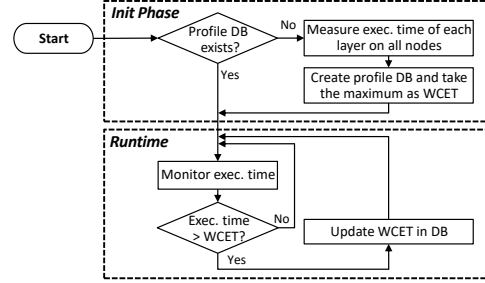 Init Phase
Start
Profile DB
exists?
No
Measure exec. time of each
layer on all nodes
Yes
Create profile DB and take
the maximum as WCET
Runtime
Monitor exec. time
Exec. time
> WCET?
No
Update WCET in DB
Yes